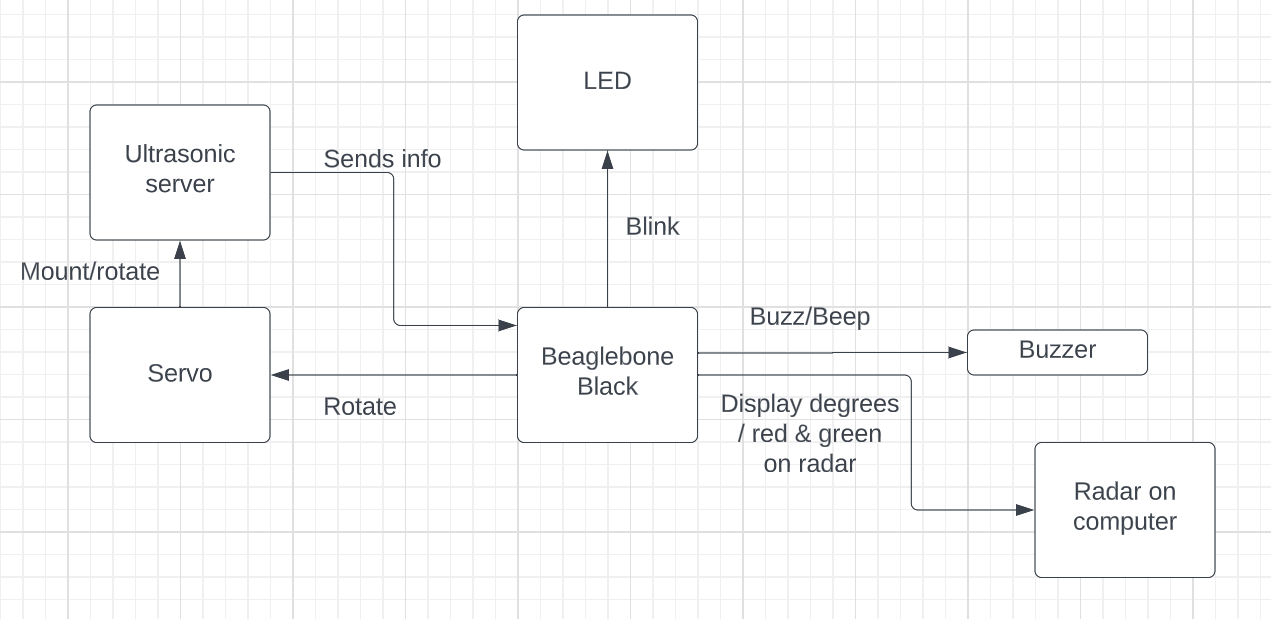 LED
Ultrasonic
server
Sends info
Blink
Mount/rotate
Buzz/Beep
Beaglebone
Black
Buzzer
Servo
Rotate
Display degrees
/ red & green
on radar
Radar on
computer